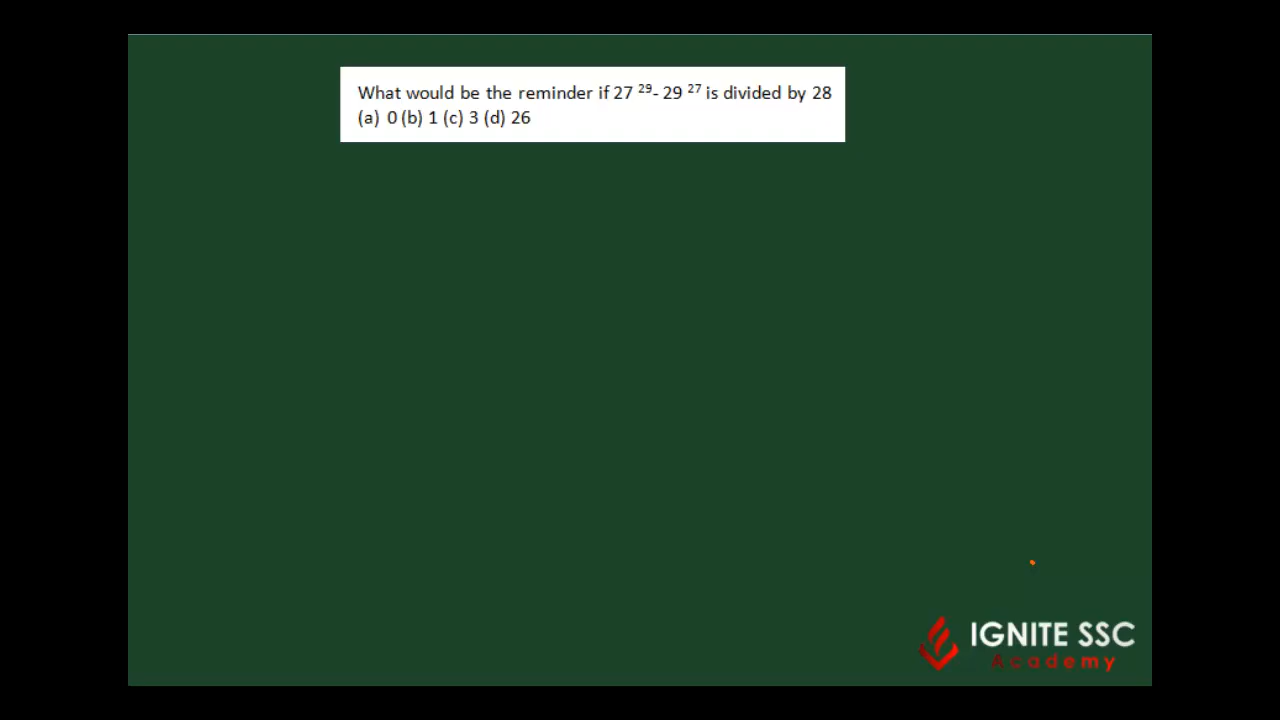 What would be the reminder if 27 ²⁹- 29 ²⁷ is divided by 28
(a) 0 (b) 1 (c) 3 (d) 26
IGNITE SSC
Academy